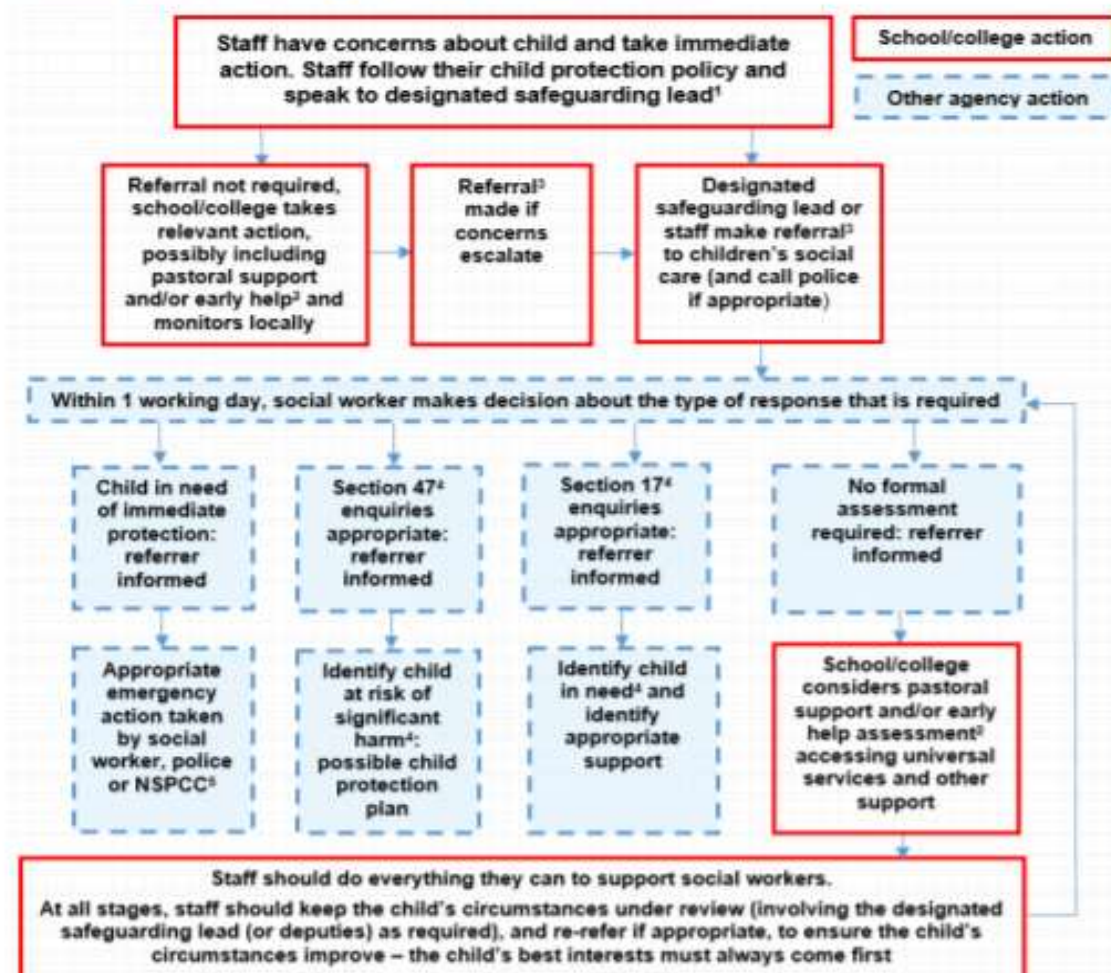 Staff have concerns about child and take immediate
action. Staff follow their child protection policy and
speak to designated safeguarding lead¹
School/college action
Other agency action
Referral not required,
school/college takes
relevant action,
possibly including
pastoral support
and/or early help² and
monitors locally
Referral³
made if
concerns
escalate
Designated
safeguarding lead or
staff make referral³
to children's social
care (and call police
if appropriate)
Within 1 working day, social worker makes decision about the type of response that is required
Child in need
of immediate
protection:
referrer
informed
Section 47⁴
enquiries
appropriate:
referrer
informed
Section 17⁴
enquiries
appropriate:
referrer
informed
No formal
assessment
required: referrer
informed
Appropriate
emergency
action taken
by social
worker, police
or NSPCC⁵
Identify child
at risk of
significant
harm⁴:
possible child
protection
plan
Identify child
in need⁴ and
identify
appropriate
support
School/college
considers pastoral
support and/or early
help assessment²
accessing universal
services and other
support
Staff should do everything they can to support social workers.
At all stages, staff should keep the child's circumstances under review (involving the designated
safeguarding lead (or deputies) as required), and re-refer if appropriate, to ensure the child's
circumstances improve – the child's best interests must always come first